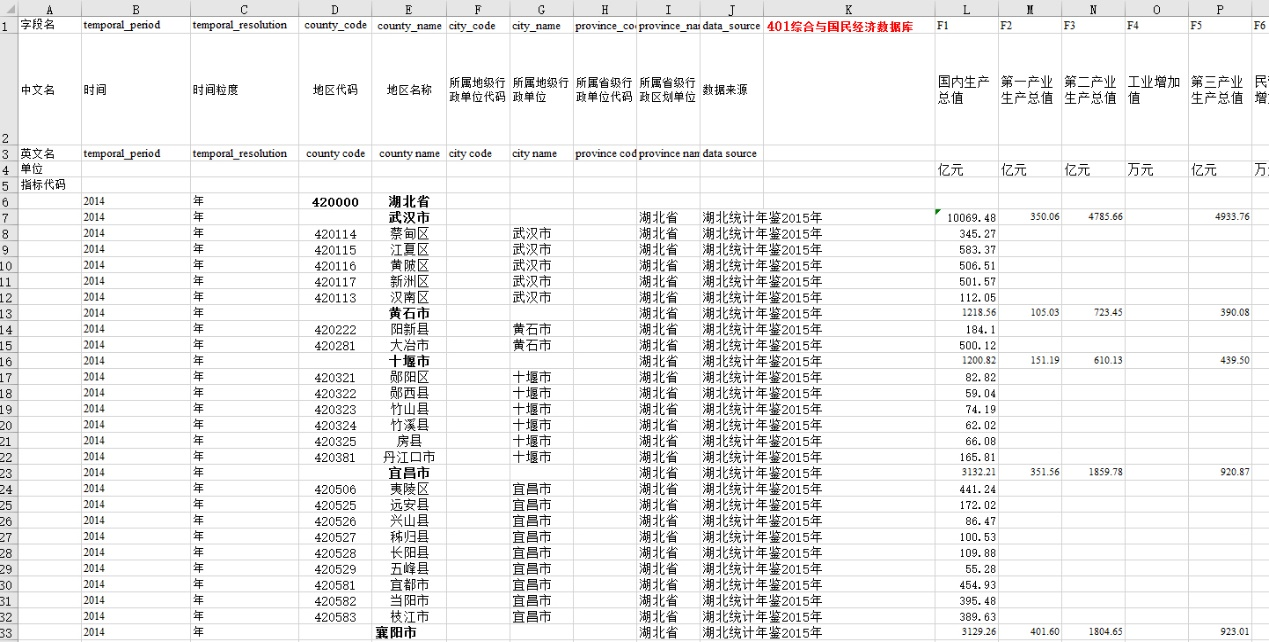 A B C D E F G H I J K L M N O P
1 字段名 temporal_period temporal_resolution county_code county_name city_code city_name province_co province_na data_source 401综合与国民经济数据库 F1 F2 F3 F4 F5 F6
2 中文名 时间 时间粒度 地区代码 地区名称 所属地级行政单位代码 所属地级行政单位 所属省级行政单位代码 所属省级行政区划单位 数据来源 国内生产总值 第一产业生产总值 第二产业生产总值 工业增加值 第三产业生产总值
3 英文名 temporal_period temporal_resolution county code county name city code city name province cod province nam data source
4 单位 亿元 亿元 亿元 万元 亿元 万
5 指标代码
6 2014 年 420000 湖北省
7 2014 年 武汉市 湖北省 湖北统计年鉴2015年 10069.48 350.06 4785.66 4933.76
8 2014 年 420114 蔡甸区 武汉市 湖北省 湖北统计年鉴2015年 345.27
9 2014 年 420115 江夏区 武汉市 湖北省 湖北统计年鉴2015年 583.37
10 2014 年 420116 黄陂区 武汉市 湖北省 湖北统计年鉴2015年 506.51
11 2014 年 420117 新洲区 武汉市 湖北省 湖北统计年鉴2015年 501.57
12 2014 年 420113 汉南区 武汉市 湖北省 湖北统计年鉴2015年 112.05
13 2014 年 黄石市 湖北省 湖北统计年鉴2015年 1218.56 105.03 723.45 390.08
14 2014 年 420222 阳新县 黄石市 湖北省 湖北统计年鉴2015年 184.1
15 2014 年 420281 大冶市 黄石市 湖北省 湖北统计年鉴2015年 500.12
16 2014 年 十堰市 湖北省 湖北统计年鉴2015年 1200.82 151.19 610.13 439.50
17 2014 年 420321 郧阳区 十堰市 湖北省 湖北统计年鉴2015年 82.82
18 2014 年 420322 郧西县 十堰市 湖北省 湖北统计年鉴2015年 59.04
19 2014 年 420323 竹山县 十堰市 湖北省 湖北统计年鉴2015年 74.19
20 2014 年 420324 竹溪县 十堰市 湖北省 湖北统计年鉴2015年 62.02
21 2014 年 420325 房县 十堰市 湖北省 湖北统计年鉴2015年 66.08
22 2014 年 420381 丹江口市 十堰市 湖北省 湖北统计年鉴2015年 165.81
23 2014 年 宜昌市 湖北省 湖北统计年鉴2015年 3132.21 351.56 1859.78 920.87
24 2014 年 420506 夷陵区 宜昌市 湖北省 湖北统计年鉴2015年 441.24
25 2014 年 420525 远安县 宜昌市 湖北省 湖北统计年鉴2015年 172.02
26 2014 年 420526 兴山县 宜昌市 湖北省 湖北统计年鉴2015年 86.47
27 2014 年 420527 秭归县 宜昌市 湖北省 湖北统计年鉴2015年 100.53
28 2014 年 420528 长阳县 宜昌市 湖北省 湖北统计年鉴2015年 109.88
29 2014 年 420529 五峰县 宜昌市 湖北省 湖北统计年鉴2015年 55.28
30 2014 年 420581 宜都市 宜昌市 湖北省 湖北统计年鉴2015年 454.93
31 2014 年 420582 当阳市 宜昌市 湖北省 湖北统计年鉴2015年 395.48
32 2014 年 420583 枝江市 宜昌市 湖北省 湖北统计年鉴2015年 389.63
33 2014 年 襄阳市 湖北省 湖北统计年鉴2015年 3129.26 401.60 1804.65 923.01